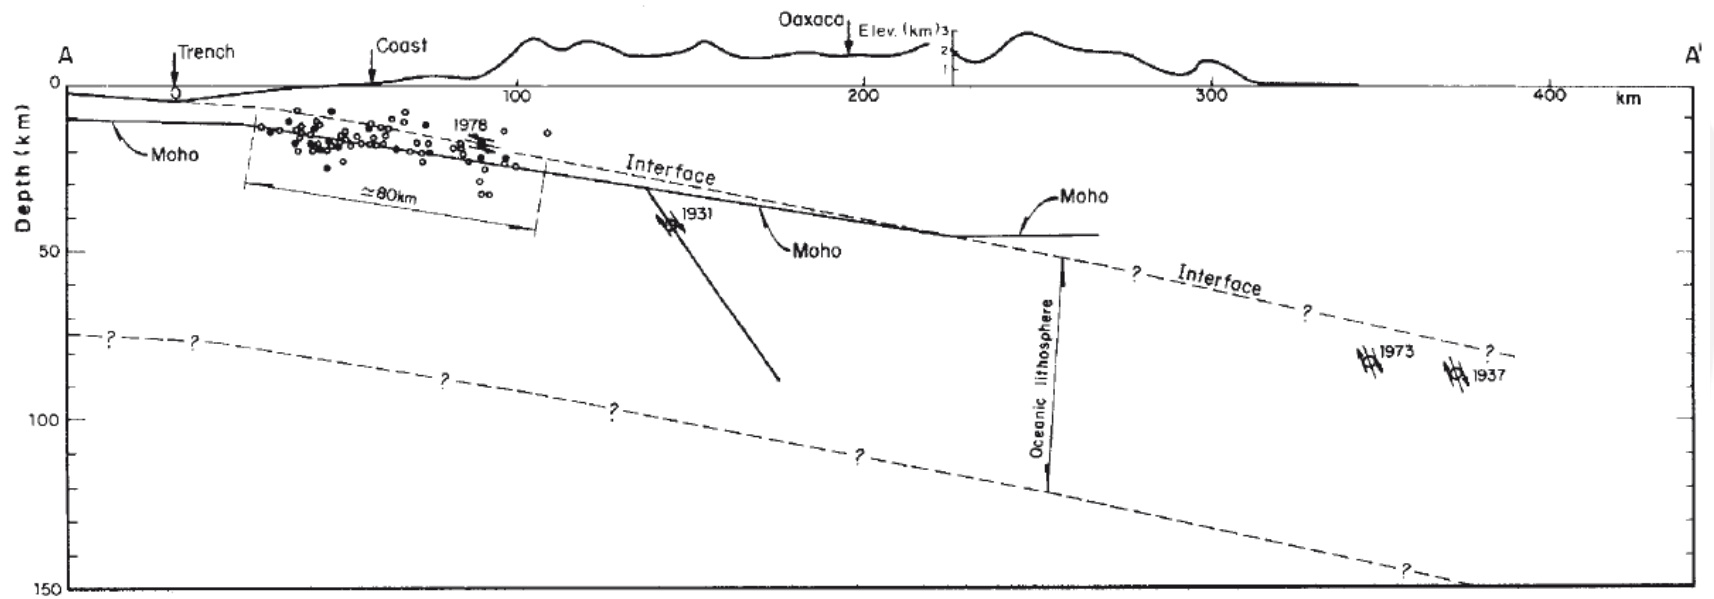 Oaxaca
Elev. (km) 3
2
1
A
Trench
Coast
A'
0
0
100
200
300
400
km
1978
Moho
Interface
≃80km
1931
Moho
Moho
50
?
Interface
?
Depth (km)
Oceanic lithosphere
?
?
?
1973
1937
?
?
100
?
?
150